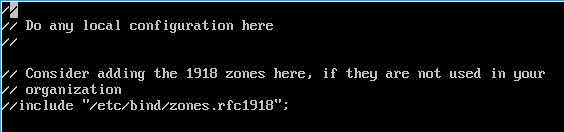 //
// Do any local configuration here
//
// Consider adding the 1918 zones here, if they are not used in your
// organization
//include "/etc/bind/zones.rfc1918";